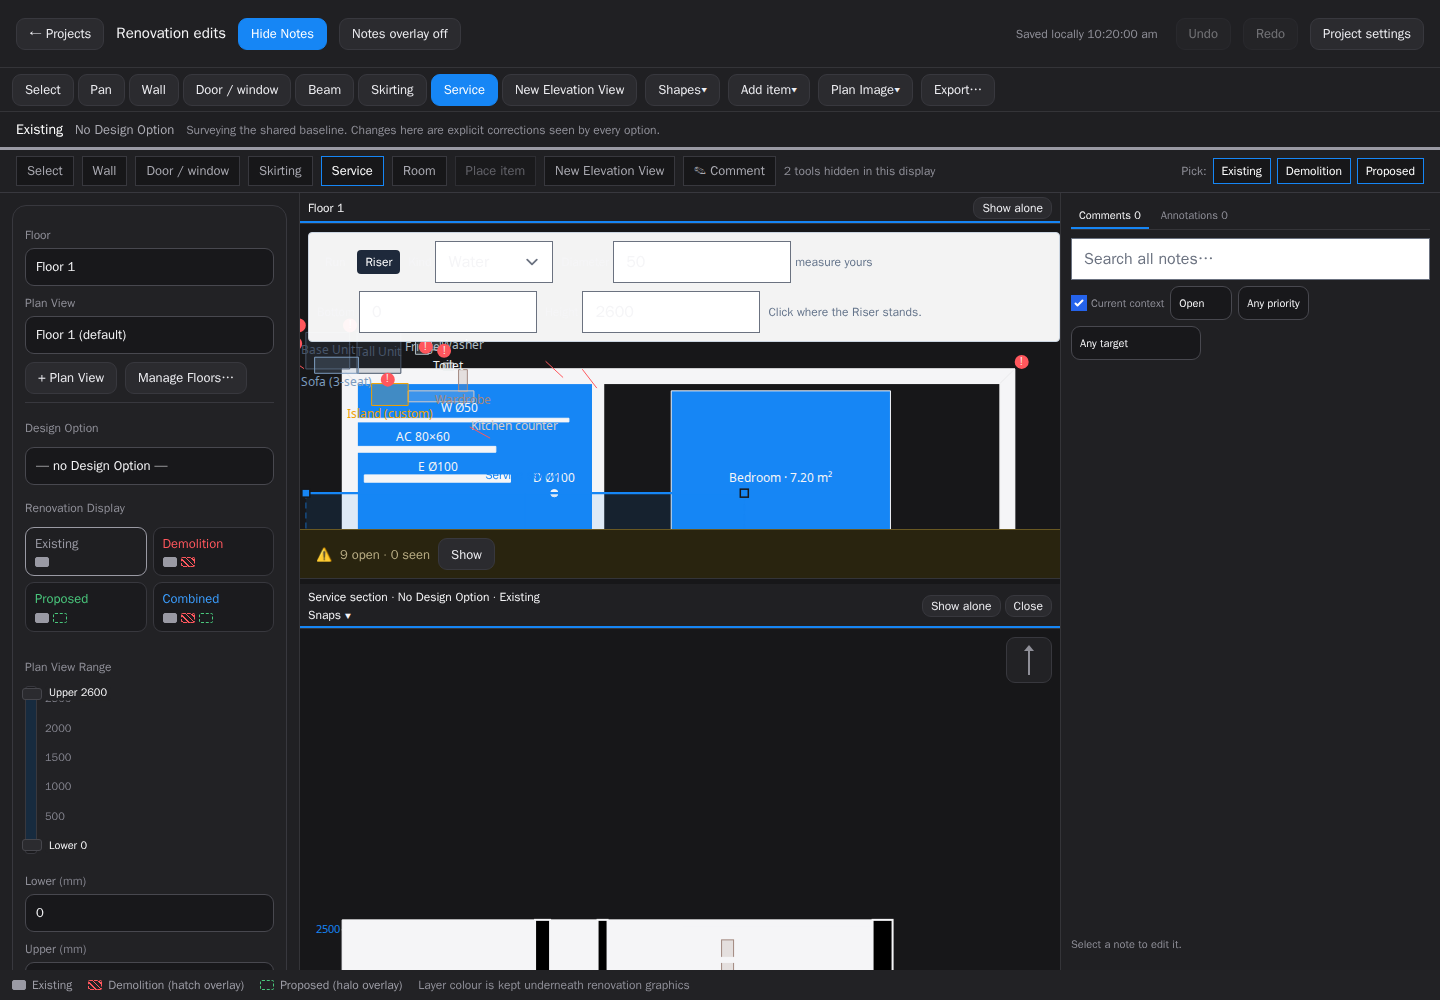 ← Projects
Renovation edits
Hide Notes
Notes overlay off
Saved locally 10:20:00 am
Undo
Redo
Project settings
Select
Pan
Wall
Door / window
Beam
Skirting
Service
New Elevation View
Shapes▾
Add item▾
Plan Image▾
Export⋯
Existing
No Design Option
Surveying the shared baseline. Changes here are explicit corrections seen by every option.
Select
Wall
Door / window
Skirting
Service
Room
Place item
New Elevation View
✎ Comment
2 tools hidden in this display
Pick:
Existing
Demolition
Proposed
Floor
Floor 1
Plan View
Floor 1 (default)
+ Plan View
Manage Floors⋯
Design Option
— no Design Option —
Renovation Display
Existing
Demolition
Proposed
Combined
Plan View Range
Upper 2600
2000
1500
1000
500
Lower 0
Lower (mm)
0
Upper (mm)
Floor 1
Show alone
Riser
Water
50
measure yours
0
2600
Click where the Riser stands.
Base Unit
Tall Unit
Toilet
Sofa (3-seat)
Wardrobe
Island (custom)
W Ø50
Kitchen counter
AC 80×60
E Ø100
D Ø100
Bedroom · 7.20 m²
⚠️ 9 open · 0 seen
Show
Service section · No Design Option · Existing
Snaps ▾
Show alone
Close
2500
Comments 0
Annotations 0
Search all notes⋯
Current context
Open
Any priority
Any target
Select a note to edit it.
Existing
Demolition (hatch overlay)
Proposed (halo overlay)
Layer colour is kept underneath renovation graphics